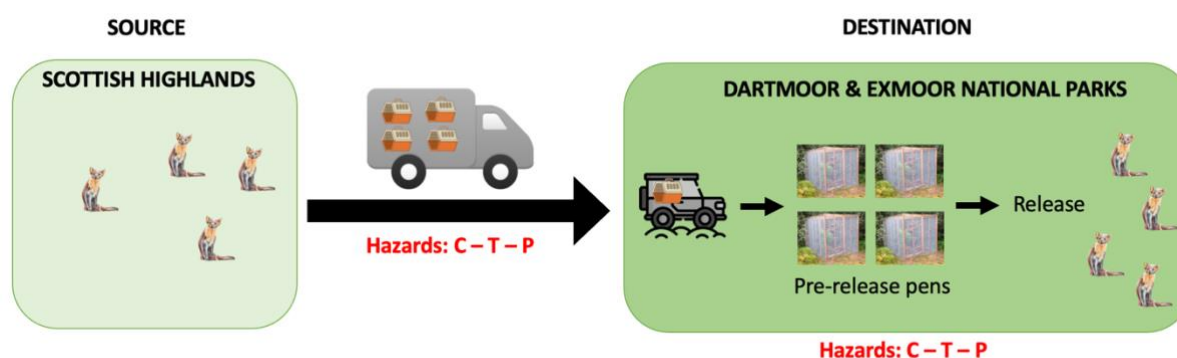 SOURCE
SCOTTISH HIGHLANDS
Hazards: C – T – P
DESTINATION
DARTMOOR & EXMOOR NATIONAL PARKS
Pre-release pens
Release
Hazards: C – T – P